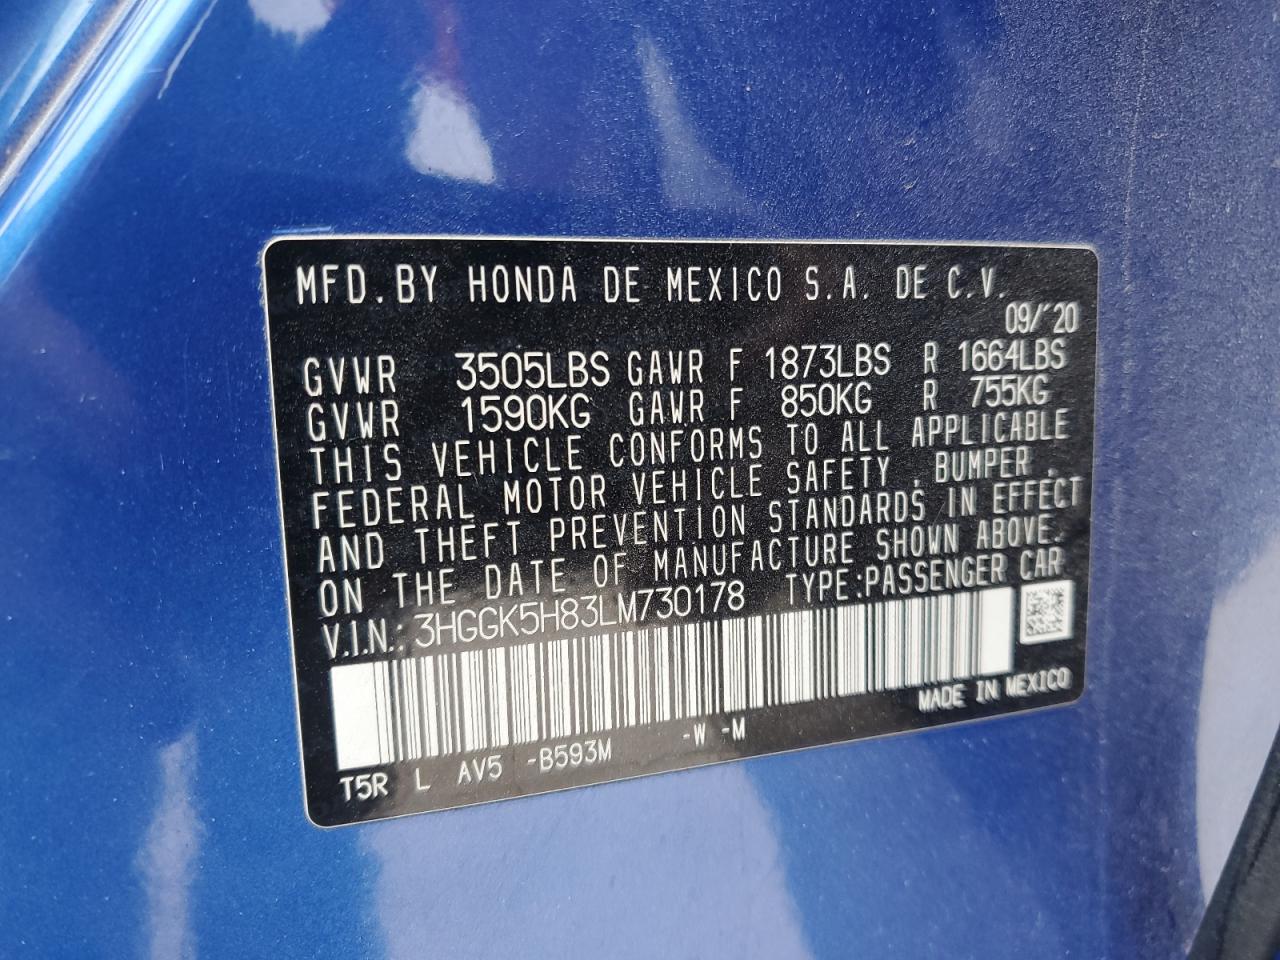 MFD.BY HONDA DE MEXICO S.A. DE C.V.
09/'20
GVWR 3505LBS GAWR F 1873LBS R 1664LBS
GVWR 1590KG GAWR F 850KG R 755KG
THIS VEHICLE CONFORMS TO ALL APPLICABLE
FEDERAL MOTOR VEHICLE SAFETY, BUMPER,
AND THEFT PREVENTION STANDARDS IN EFFECT
ON THE DATE OF MANUFACTURE SHOWN ABOVE.
V.I.N.: 3HGGK5H83LM730178 TYPE:PASSENGER CAR
MADE IN MEXICO
T5R L AV5 -B593M -W -M